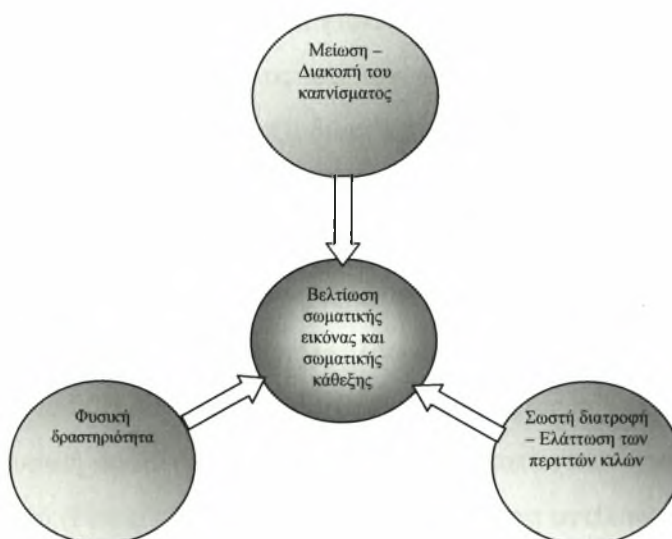 Μείωση –
Διακοπή του
καπνίσματος
Βελτίωση
σωματικής
εικόνας και
σωματικής
κάθεξης
Φυσική
δραστηριότητα
Σωστή διατροφή
– Ελάττωση των
περιττών κιλών